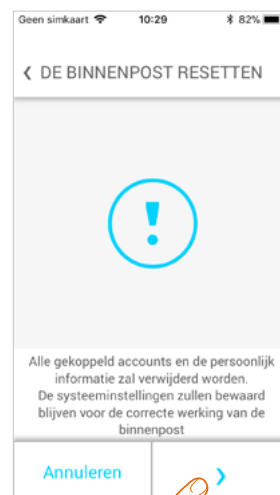 Geen simkaart 10:29 82%
DE BINNENPOST RESETTEN
!
Alle gekoppeld accounts en de persoonlijk
informatie zal verwijderd worden.
De systeeminstellingen zullen bewaard
blijven voor de correcte werking van de
binnenpost
Annuleren